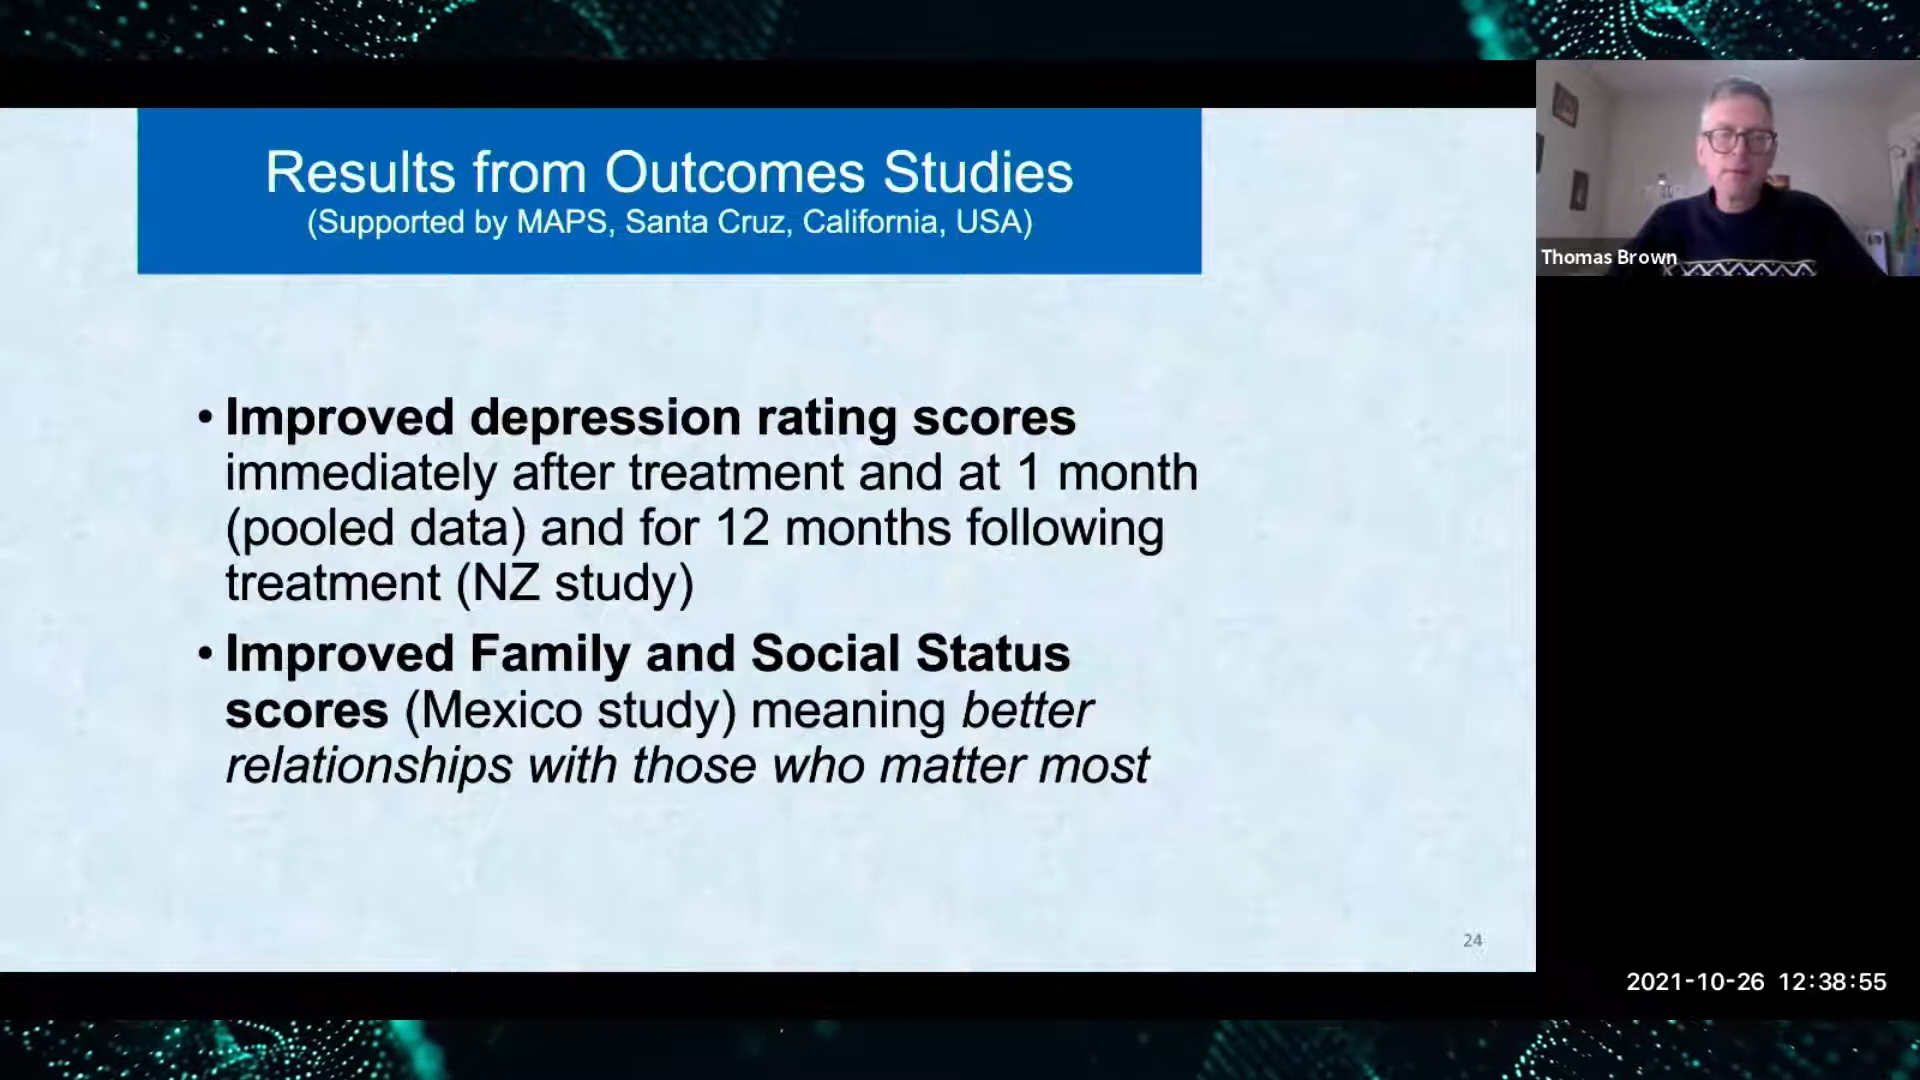 Results from Outcomes Studies
(Supported by MAPS, Santa Cruz, California, USA)
Thomas Brown
• Improved depression rating scores
immediately after treatment and at 1 month
(pooled data) and for 12 months following
treatment (NZ study)
• Improved Family and Social Status
scores (Mexico study) meaning better
relationships with those who matter most
24
2021-10-26 12:38:55